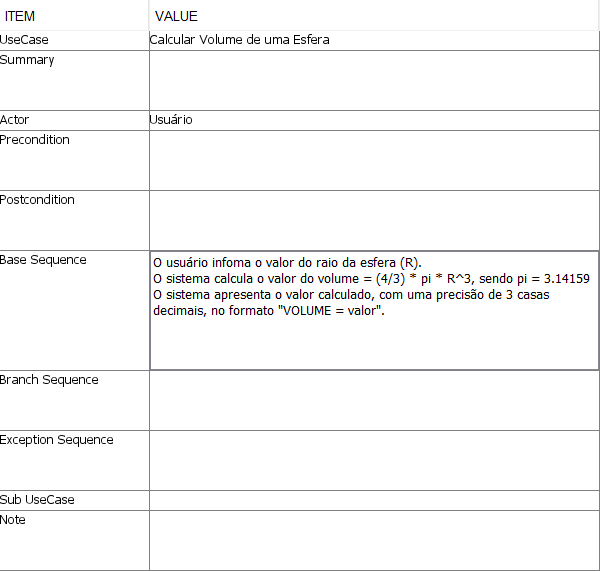 ITEM VALUE
UseCase Calcular Volume de uma Esfera
Summary
Actor Usuário
Precondition
Postcondition
Base Sequence O usuário infoma o valor do raio da esfera (R).
O sistema calcula o valor do volume = (4/3) * pi * R^3, sendo pi = 3.14159
O sistema apresenta o valor calculado, com uma precisão de 3 casas
decimais, no formato "VOLUME = valor".
Branch Sequence
Exception Sequence
Sub UseCase
Note